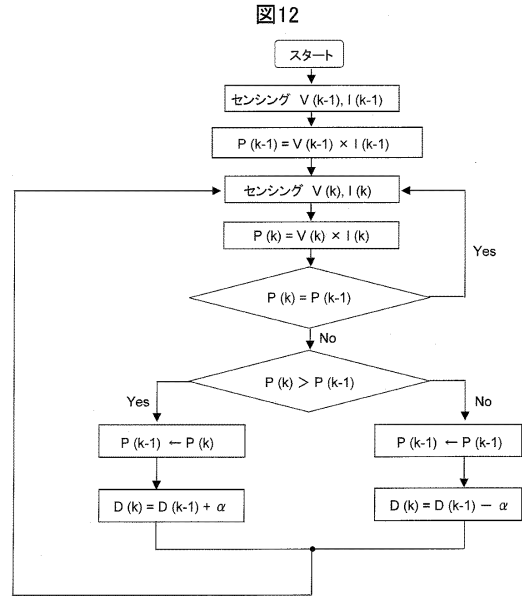 図12
スタート
センシング V (k-1), I (k-1)
P (k-1) = V (k-1) × I (k-1)
センシング V (k), I (k)
P (k) = V (k) × I (k)
Yes
P (k) = P (k-1)
No
P (k) ＞ P (k-1)
Yes
No
P (k-1) ← P (k)
P (k-1) ← P (k-1)
D (k) = D (k-1) + α
D (k) = D (k-1) － α